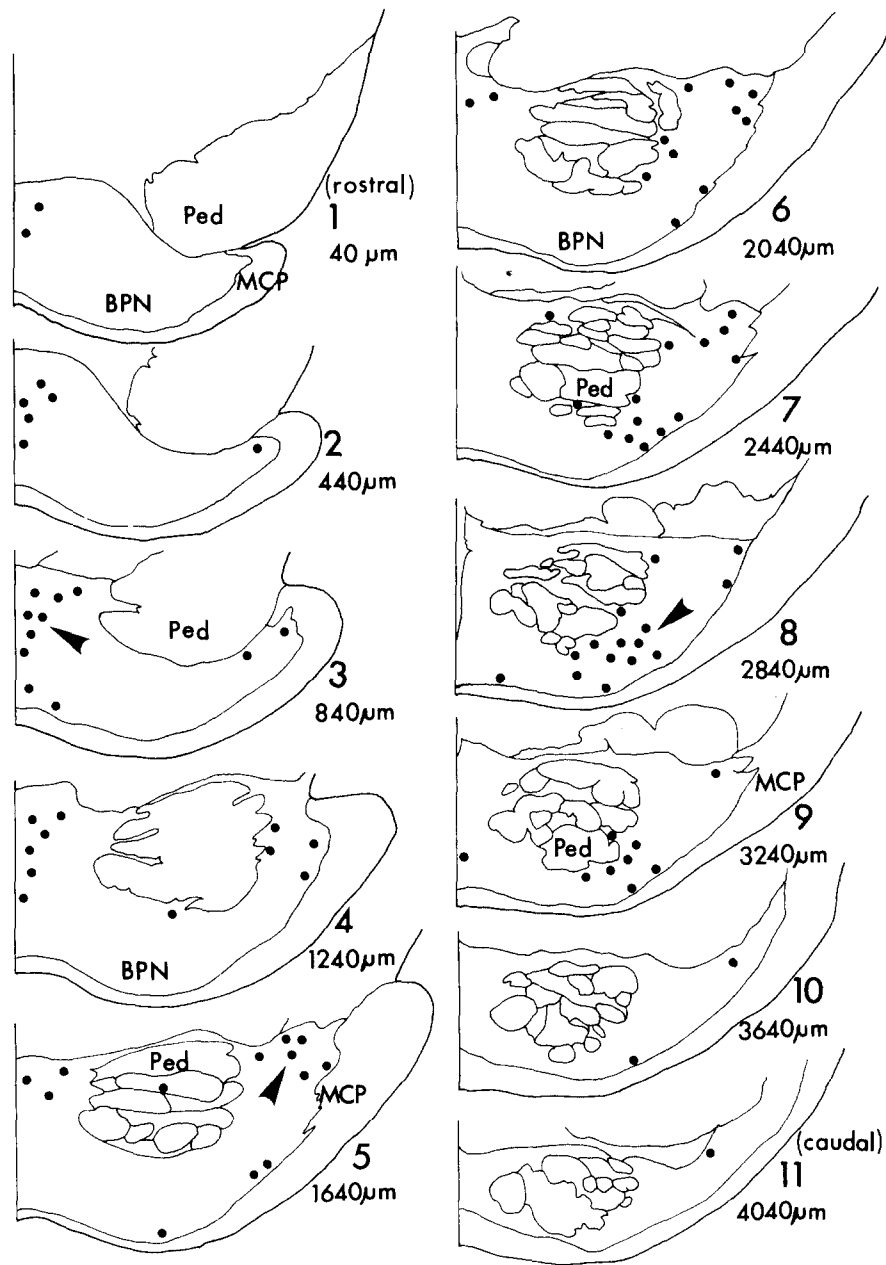 (rostral)
1
40 µm
Ped
BPN
MCP
2
440µm
Ped
3
840µm
BPN
4
1240µm
Ped
MCP
5
1640µm
BPN
6
2040µm
Ped
7
2440µm
8
2840µm
MCP
Ped
9
3240µm
10
3640µm
(caudal)
11
4040µm